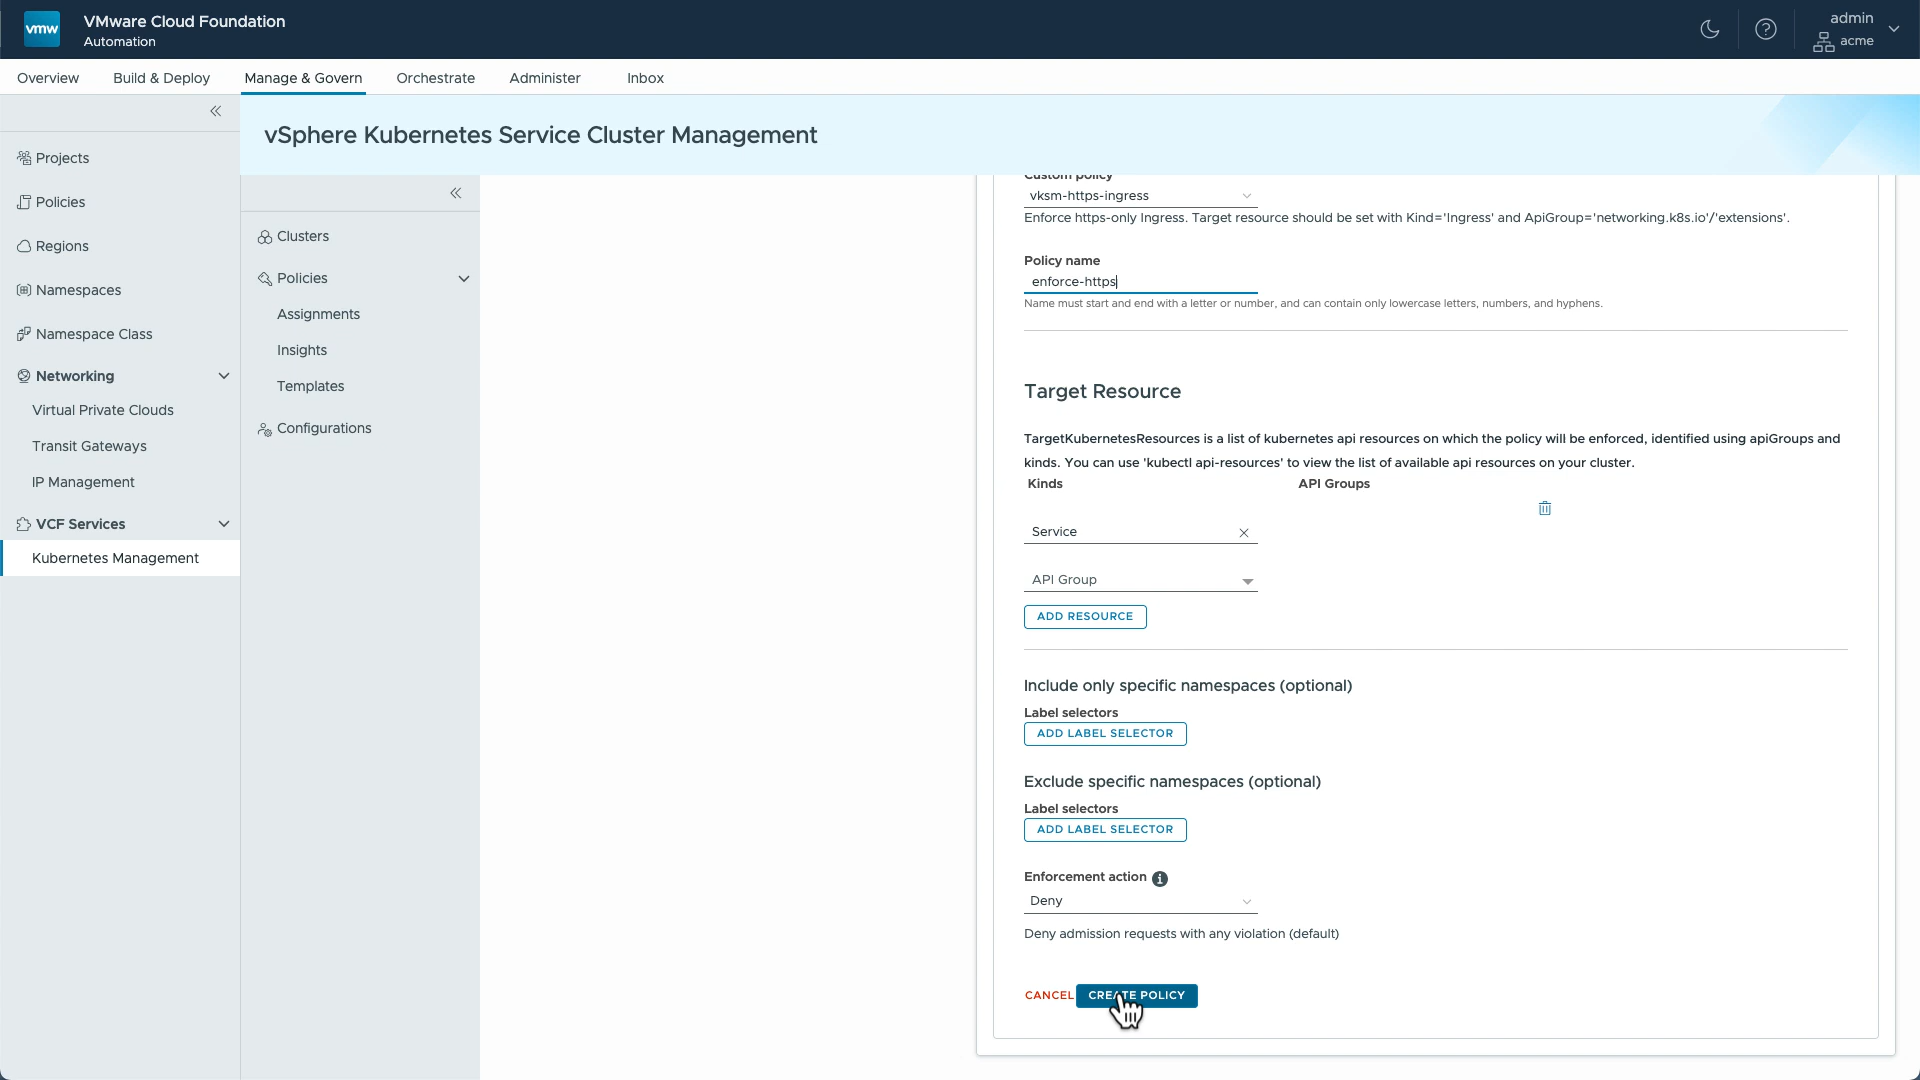 vmw
VMware Cloud Foundation
Automation
admin
acme
Overview
Build & Deploy
Manage & Govern
Orchestrate
Administer
Inbox
Projects
Policies
Regions
Namespaces
Namespace Class
Networking
Virtual Private Clouds
Transit Gateways
IP Management
VCF Services
Kubernetes Management
vSphere Kubernetes Service Cluster Management
Clusters
Policies
Assignments
Insights
Templates
Configurations
Custom policy
vksm-https-ingress
Enforce https-only Ingress. Target resource should be set with Kind='Ingress' and ApiGroup='networking.k8s.io'/'extensions'.
Policy name
enforce-https
Name must start and end with a letter or number, and can contain only lowercase letters, numbers, and hyphens.
Target Resource
TargetKubernetesResources is a list of kubernetes api resources on which the policy will be enforced, identified using apiGroups and
kinds. You can use 'kubectl api-resources' to view the list of available api resources on your cluster.
Kinds
API Groups
Service
API Group
ADD RESOURCE
Include only specific namespaces (optional)
Label selectors
ADD LABEL SELECTOR
Exclude specific namespaces (optional)
Label selectors
ADD LABEL SELECTOR
Enforcement action
Deny
Deny admission requests with any violation (default)
CANCEL
CREATE POLICY